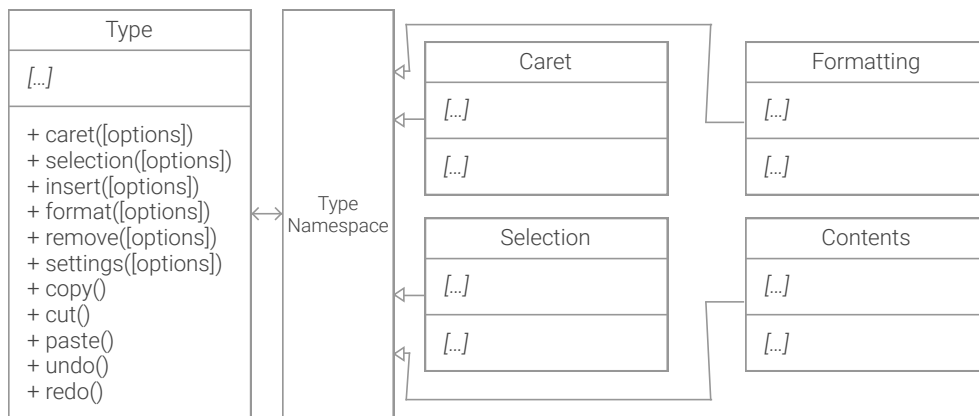 Type
[...]
+ caret([options])
+ selection([options])
+ insert([options])
+ format([options])
+ remove([options])
+ settings([options])
+ copy()
+ cut()
+ paste()
+ undo()
+ redo()
Type
Namespace
Caret
[...]
[...]
Formatting
[...]
[...]
Selection
[...]
[...]
Contents
[...]
[...]